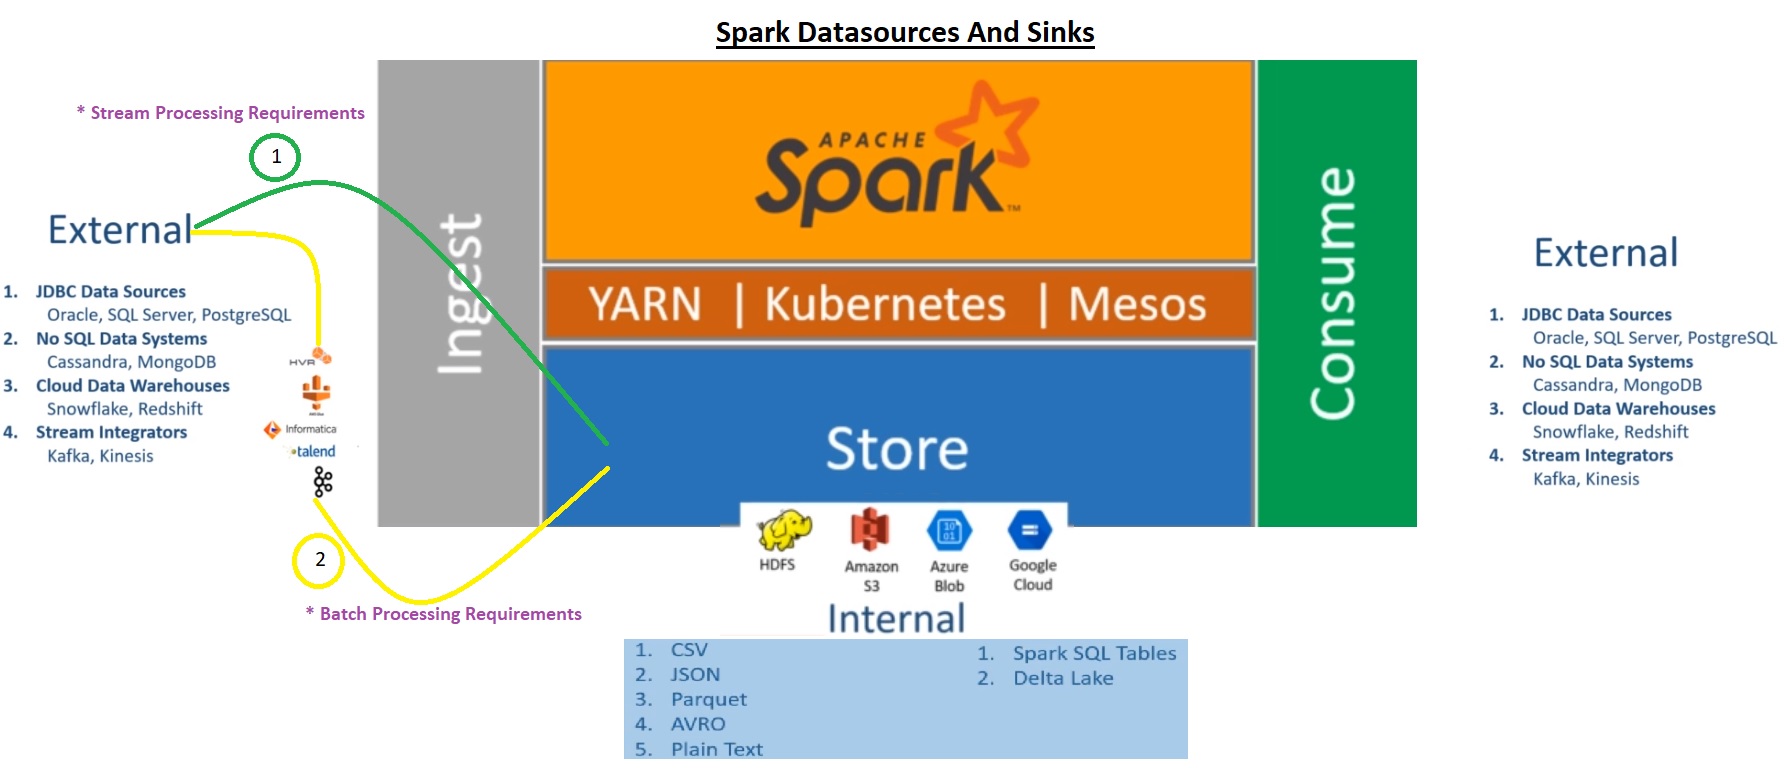 Spark Datasources And Sinks
* Stream Processing Requirements
1
External
1. JDBC Data Sources
Oracle, SQL Server, PostgreSQL
2. No SQL Data Systems
Cassandra, MongoDB
3. Cloud Data Warehouses
Snowflake, Redshift
4. Stream Integrators
Kafka, Kinesis
HVR
Informatica
talend
2
* Batch Processing Requirements
Ingest
APACHE
Spark
TM
YARN | Kubernetes | Mesos
Store
HDFS
Amazon
S3
Azure
Blob
Google
Cloud
10
01
Internal
1. CSV
2. JSON
3. Parquet
4. AVRO
5. Plain Text
1. Spark SQL Tables
2. Delta Lake
Consume
External
1. JDBC Data Sources
Oracle, SQL Server, PostgreSQL
2. No SQL Data Systems
Cassandra, MongoDB
3. Cloud Data Warehouses
Snowflake, Redshift
4. Stream Integrators
Kafka, Kinesis